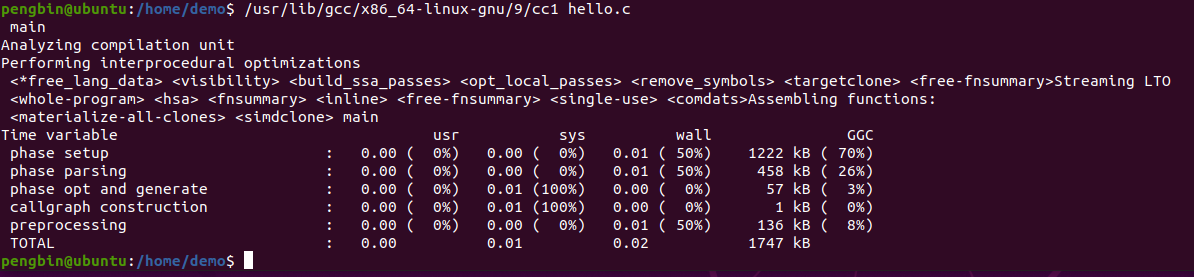 pengbin@ubuntu:/home/demo$ /usr/lib/gcc/x86_64-linux-gnu/9/cc1 hello.c
 main
Analyzing compilation unit
Performing interprocedural optimizations
 <*free_lang_data> <visibility> <build_ssa_passes> <opt_local_passes> <remove_symbols> <targetclone> <free-fnsummary>Streaming LTO
 <whole-program> <hsa> <fnsummary> <inline> <free-fnsummary> <single-use> <comdats>Assembling functions:
 <materialize-all-clones> <simdclone> main
Time variable                                   usr           sys          wall               GGC
 phase setup                        :   0.00 (  0%)   0.00 (  0%)   0.01 ( 50%)    1222 kB ( 70%)
 phase parsing                      :   0.00 (  0%)   0.00 (  0%)   0.01 ( 50%)     458 kB ( 26%)
 phase opt and generate             :   0.00 (  0%)   0.01 (100%)   0.00 (  0%)      57 kB (  3%)
 callgraph construction             :   0.00 (  0%)   0.01 (100%)   0.00 (  0%)       1 kB (  0%)
 preprocessing                      :   0.00 (  0%)   0.00 (  0%)   0.01 ( 50%)     136 kB (  8%)
 TOTAL                              :   0.00          0.01          0.02           1747 kB
pengbin@ubuntu:/home/demo$